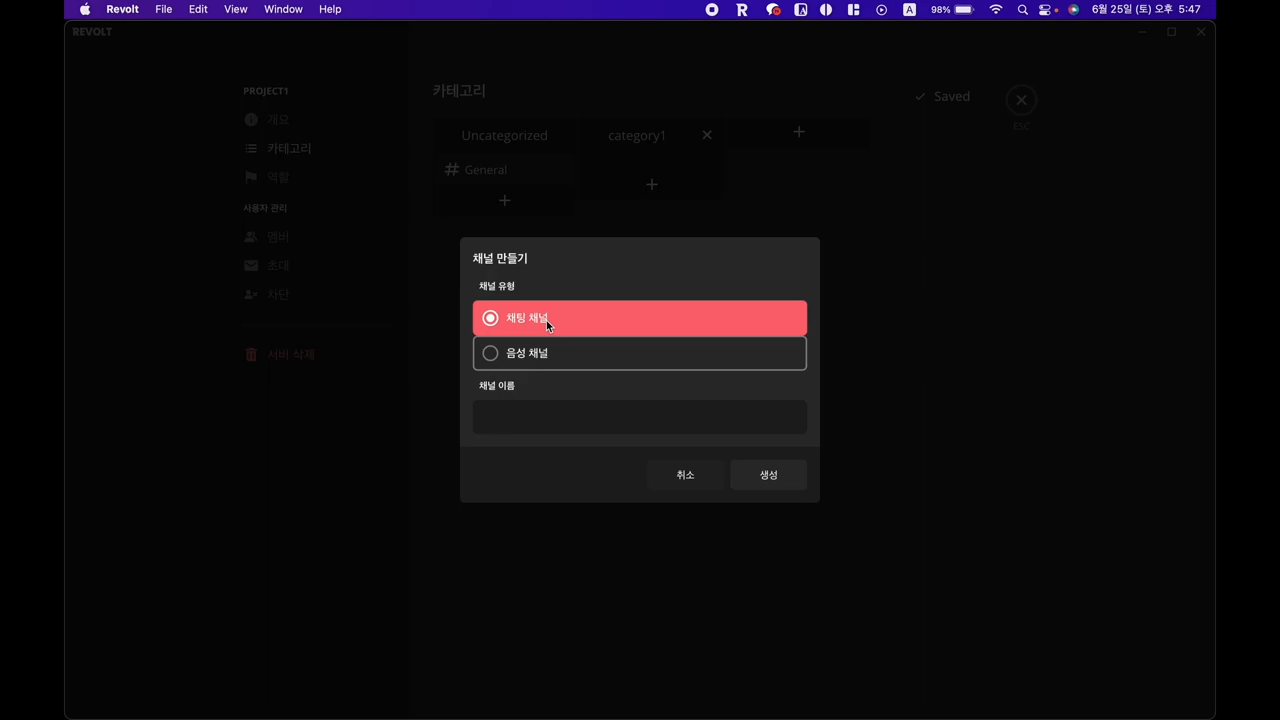 Revolt File Edit View Window Help
A 98% 6월 25일 (토) 오후 5:47
REVOLT
PROJECT1
개요
카테고리
역할
사용자 관리
멤버
초대
차단
서버 삭제
카테고리
Saved
ESC
Uncategorized
category1
General
채널 만들기
채널 유형
채팅 채널
음성 채널
채널 이름
취소
생성